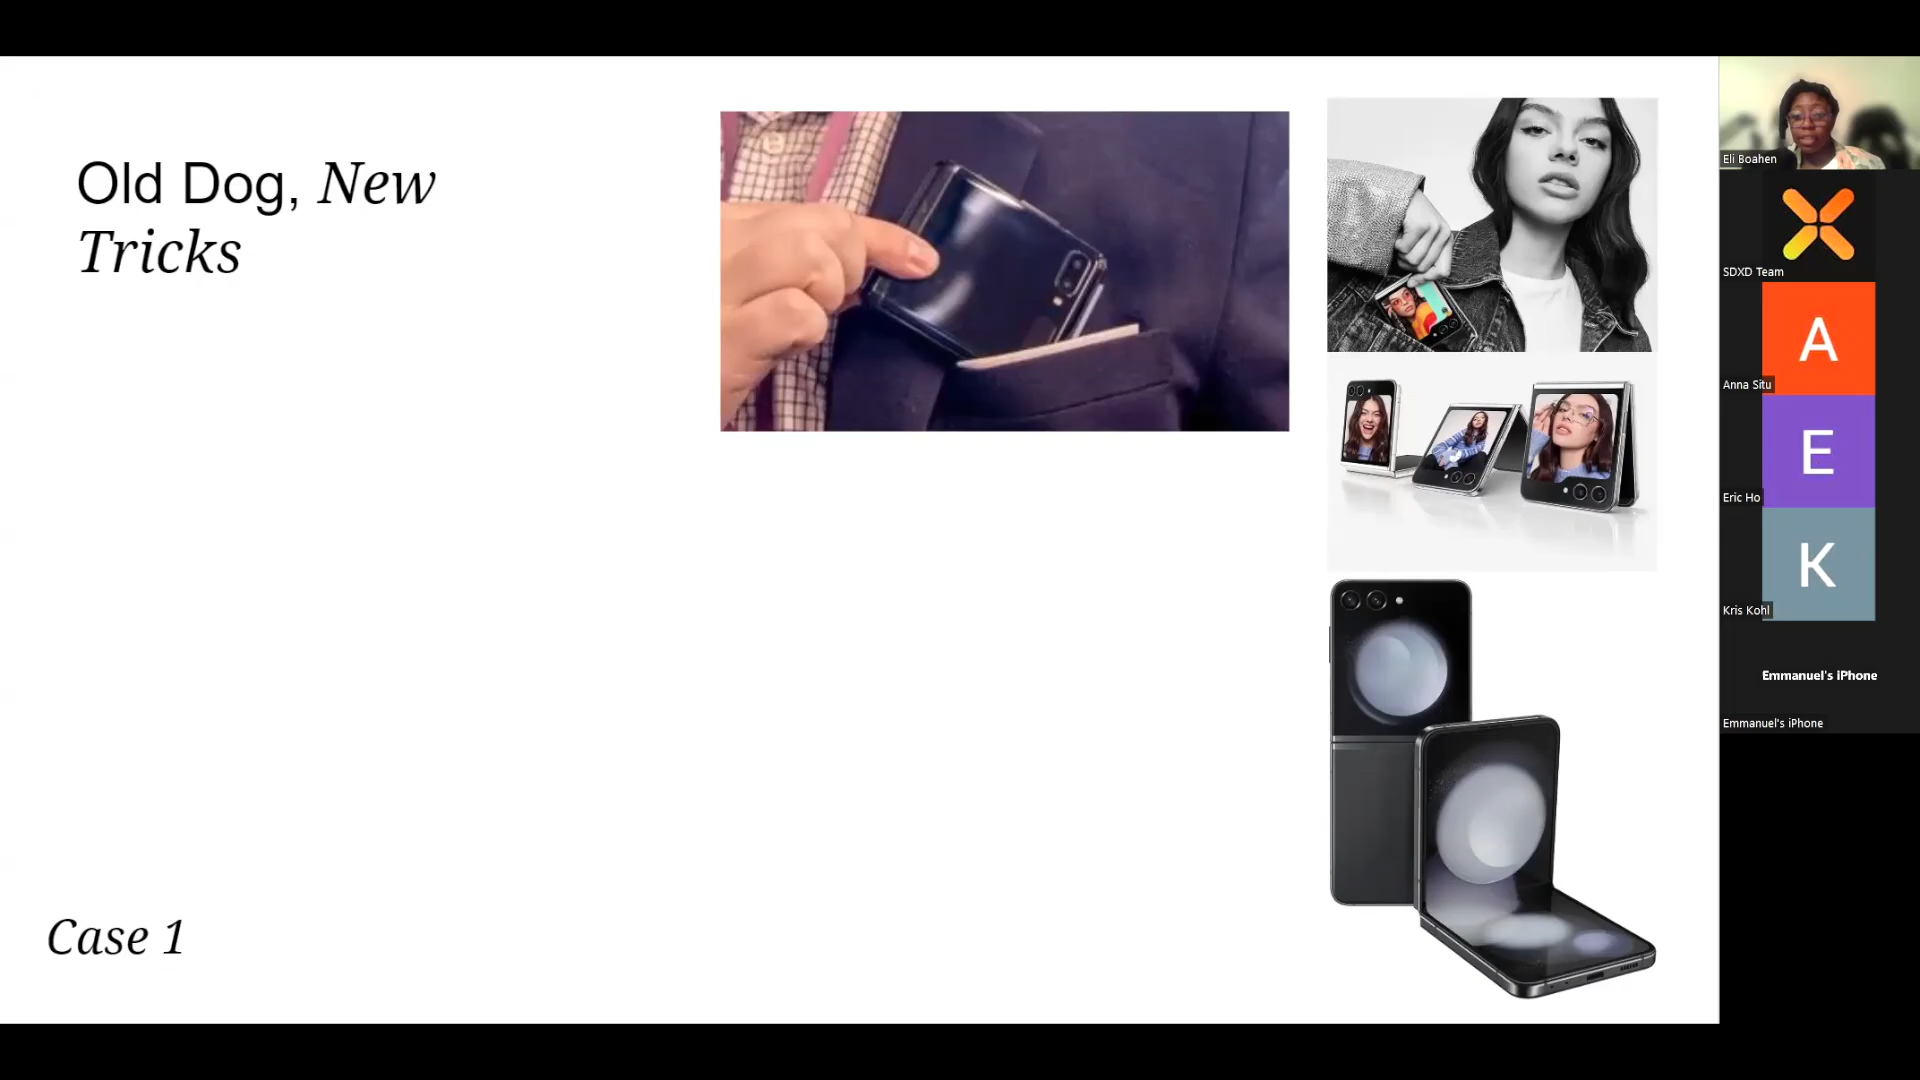 Old Dog, New
Tricks
Case 1
Eli Boahen
SDXD Team
A
Anna Situ
E
Eric Ho
K
Kris Kohl
Emmanuel's iPhone
Emmanuel's iPhone